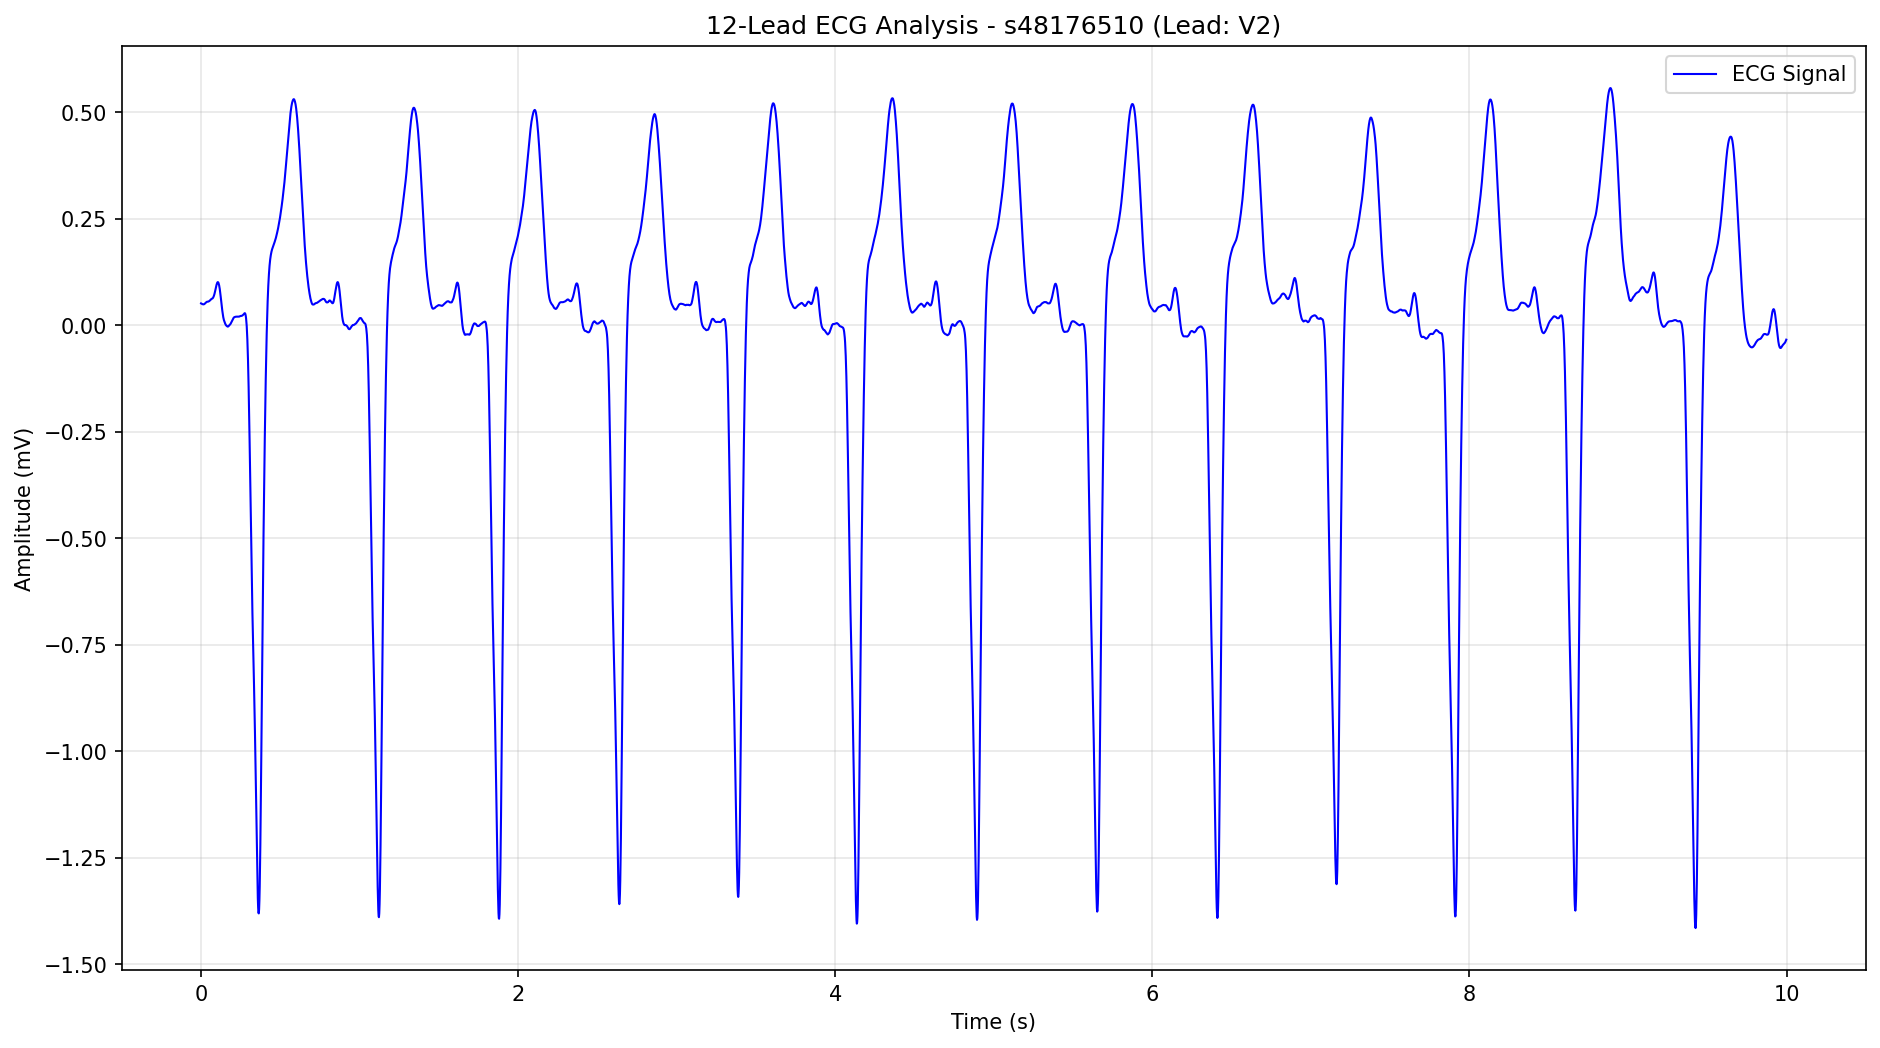 12-Lead ECG Analysis - s48176510 (Lead: V2)
ECG Signal
0.50
0.25
0.00
−0.25
−0.50
−0.75
−1.00
−1.25
−1.50
Amplitude (mV)
0 2 4 6 8 10
Time (s)